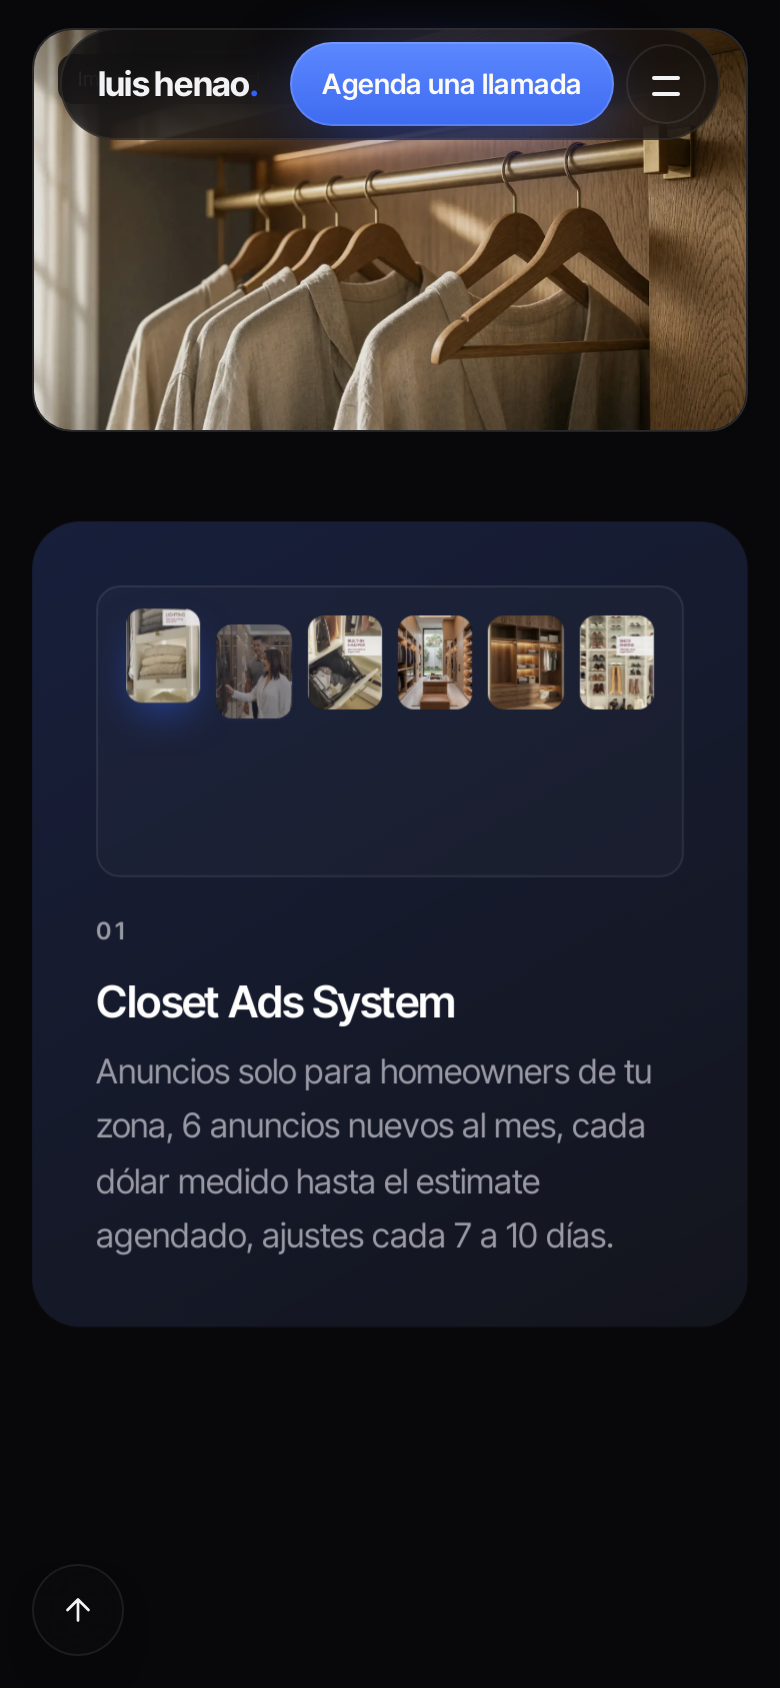 luis henao.
Agenda una llamada
01
Closet Ads System
Anuncios solo para homeowners de tu
zona, 6 anuncios nuevos al mes, cada
dólar medido hasta el estimate
agendado, ajustes cada 7 a 10 días.